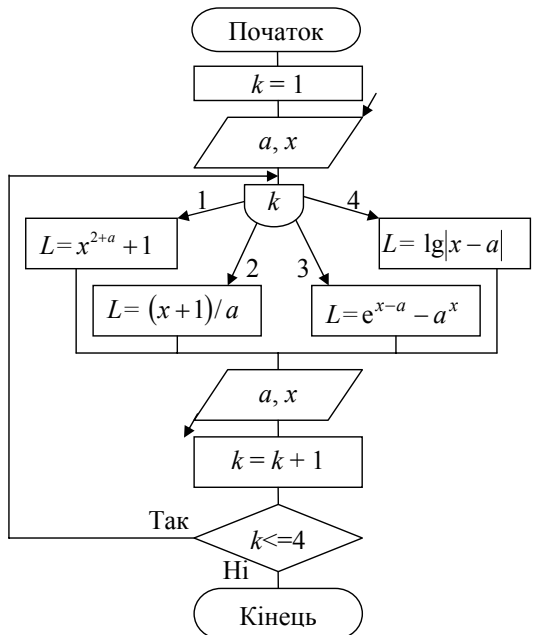 Початок
k = 1
a, x
k
1
4
L= x^{2+a} + 1
L= lg|x − a|
2
3
L= (x + 1)/ a
L= e^{x−a} − a^x
a, x
k = k + 1
Так
k<=4
Ні
Кінець